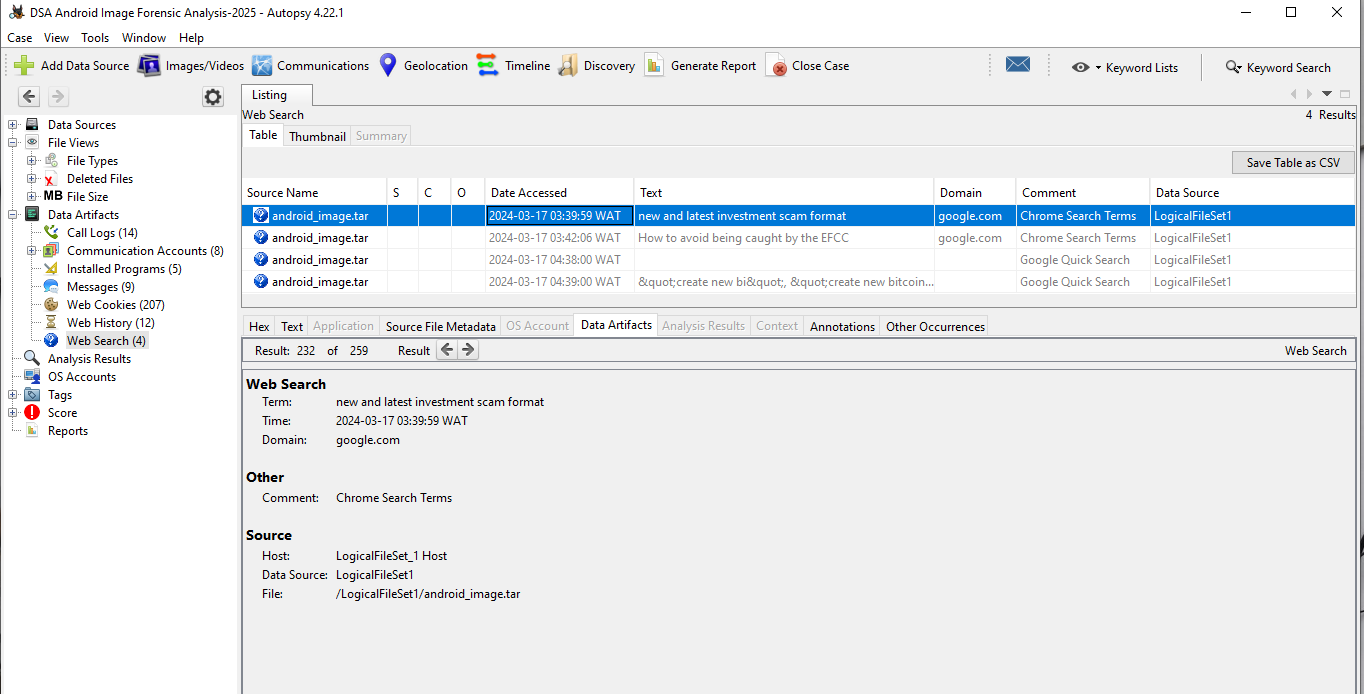 DSA Android Image Forensic Analysis-2025 - Autopsy 4.22.1
Case View Tools Window Help
Add Data Source Images/Videos Communications Geolocation Timeline Discovery Generate Report Close Case Keyword Lists Keyword Search
Listing
Web Search 4 Results
Table Thumbnail Summary
Save Table as CSV
Data Sources
File Views
File Types
Deleted Files
MB File Size
Data Artifacts
Call Logs (14)
Communication Accounts (8)
Installed Programs (5)
Messages (9)
Web Cookies (207)
Web History (12)
Web Search (4)
Analysis Results
OS Accounts
Tags
Score
Reports
Source Name S C O Date Accessed Text Domain Comment Data Source
android_image.tar 2024-03-17 03:39:59 WAT new and latest investment scam format google.com Chrome Search Terms LogicalFileSet1
android_image.tar 2024-03-17 03:42:06 WAT How to avoid being caught by the EFCC google.com Chrome Search Terms LogicalFileSet1
android_image.tar 2024-03-17 04:38:00 WAT Google Quick Search LogicalFileSet1
android_image.tar 2024-03-17 04:39:00 WAT &quot;create new bi&quot;, &quot;create new bitcoin... Google Quick Search LogicalFileSet1
Hex Text Application Source File Metadata OS Account Data Artifacts Analysis Results Context Annotations Other Occurrences
Result: 232 of 259 Result Web Search
Web Search
Term: new and latest investment scam format
Time: 2024-03-17 03:39:59 WAT
Domain: google.com
Other
Comment: Chrome Search Terms
Source
Host: LogicalFileSet_1 Host
Data Source: LogicalFileSet1
File: /LogicalFileSet1/android_image.tar